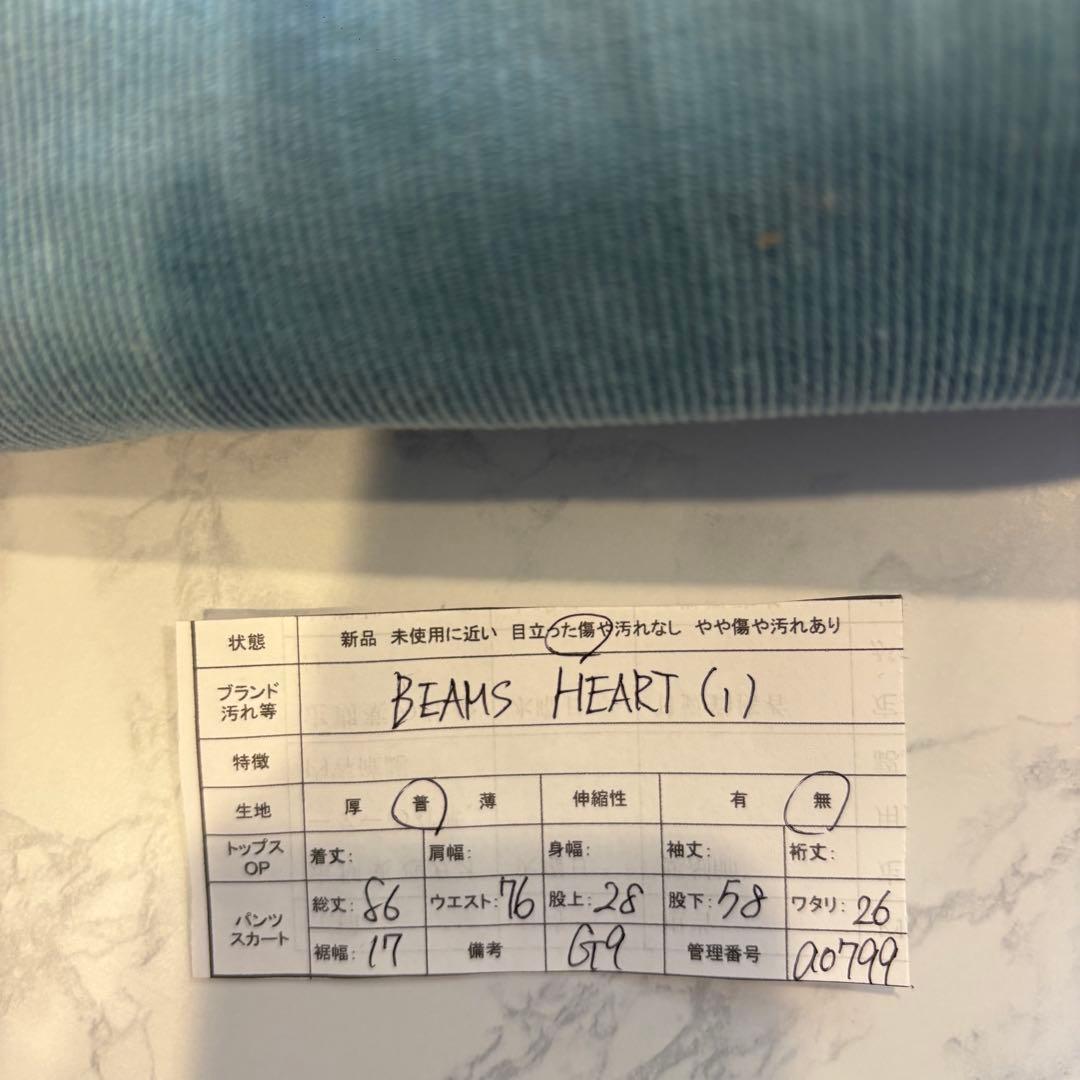 状態 新品 未使用に近い 目立った傷や汚れなし やや傷や汚れあり
ブランド 汚れ等 BEAMS HEART (1)
特徴
生地 厚 普 薄 伸縮性 有 無
トップス OP 着丈: 肩幅: 身幅: 袖丈: 裄丈:
パンツ スカート 総丈: 86 ウエスト: 76 股上: 28 股下: 58 ワタリ: 26
裾幅: 17 備考 G9 管理番号 a0799